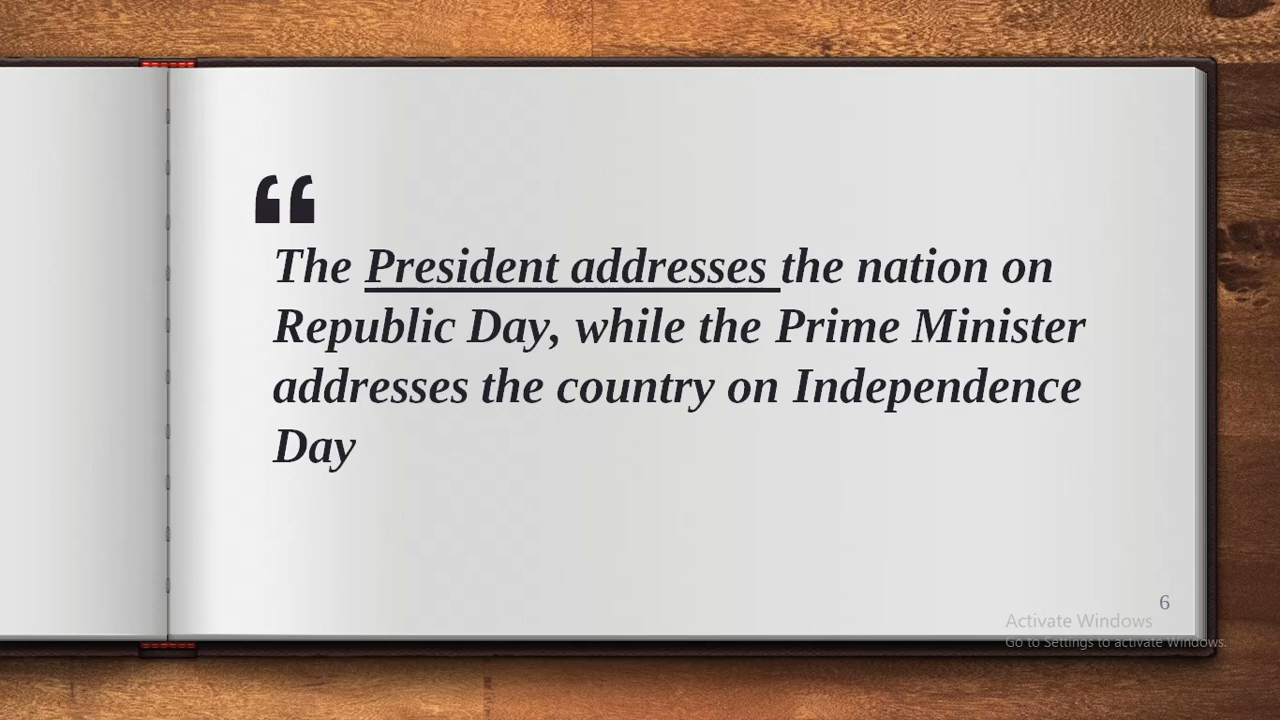 “
The President addresses the nation on
Republic Day, while the Prime Minister
addresses the country on Independence
Day
6
Activate Windows
Go to Settings to activate Windows.